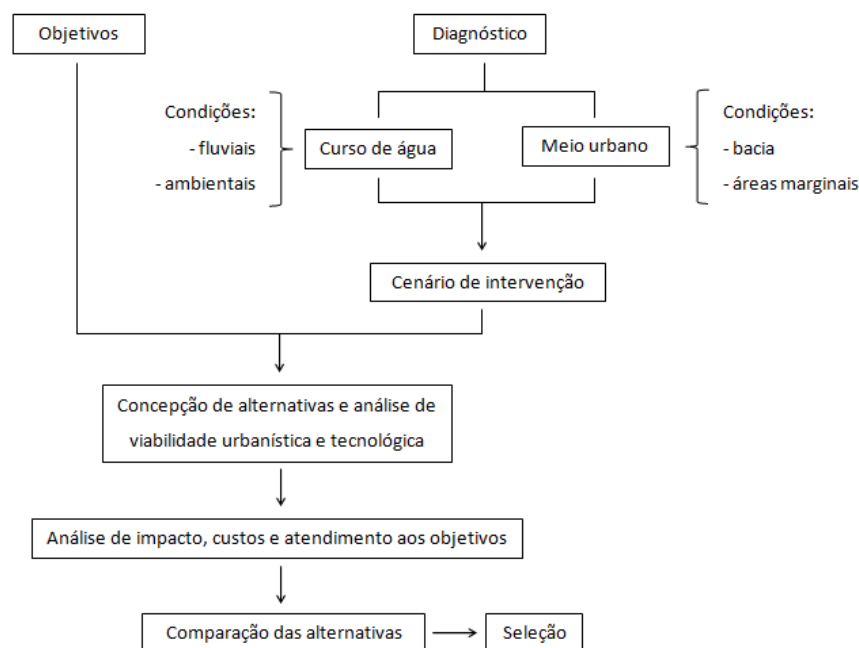 Objetivos
Diagnóstico
Condições:
- fluviais
- ambientais
Curso de água
Meio urbano
Condições:
- bacia
- áreas marginais
Cenário de intervenção
Concepção de alternativas e análise de
viabilidade urbanística e tecnológica
Análise de impacto, custos e atendimento aos objetivos
Comparação das alternativas
Seleção